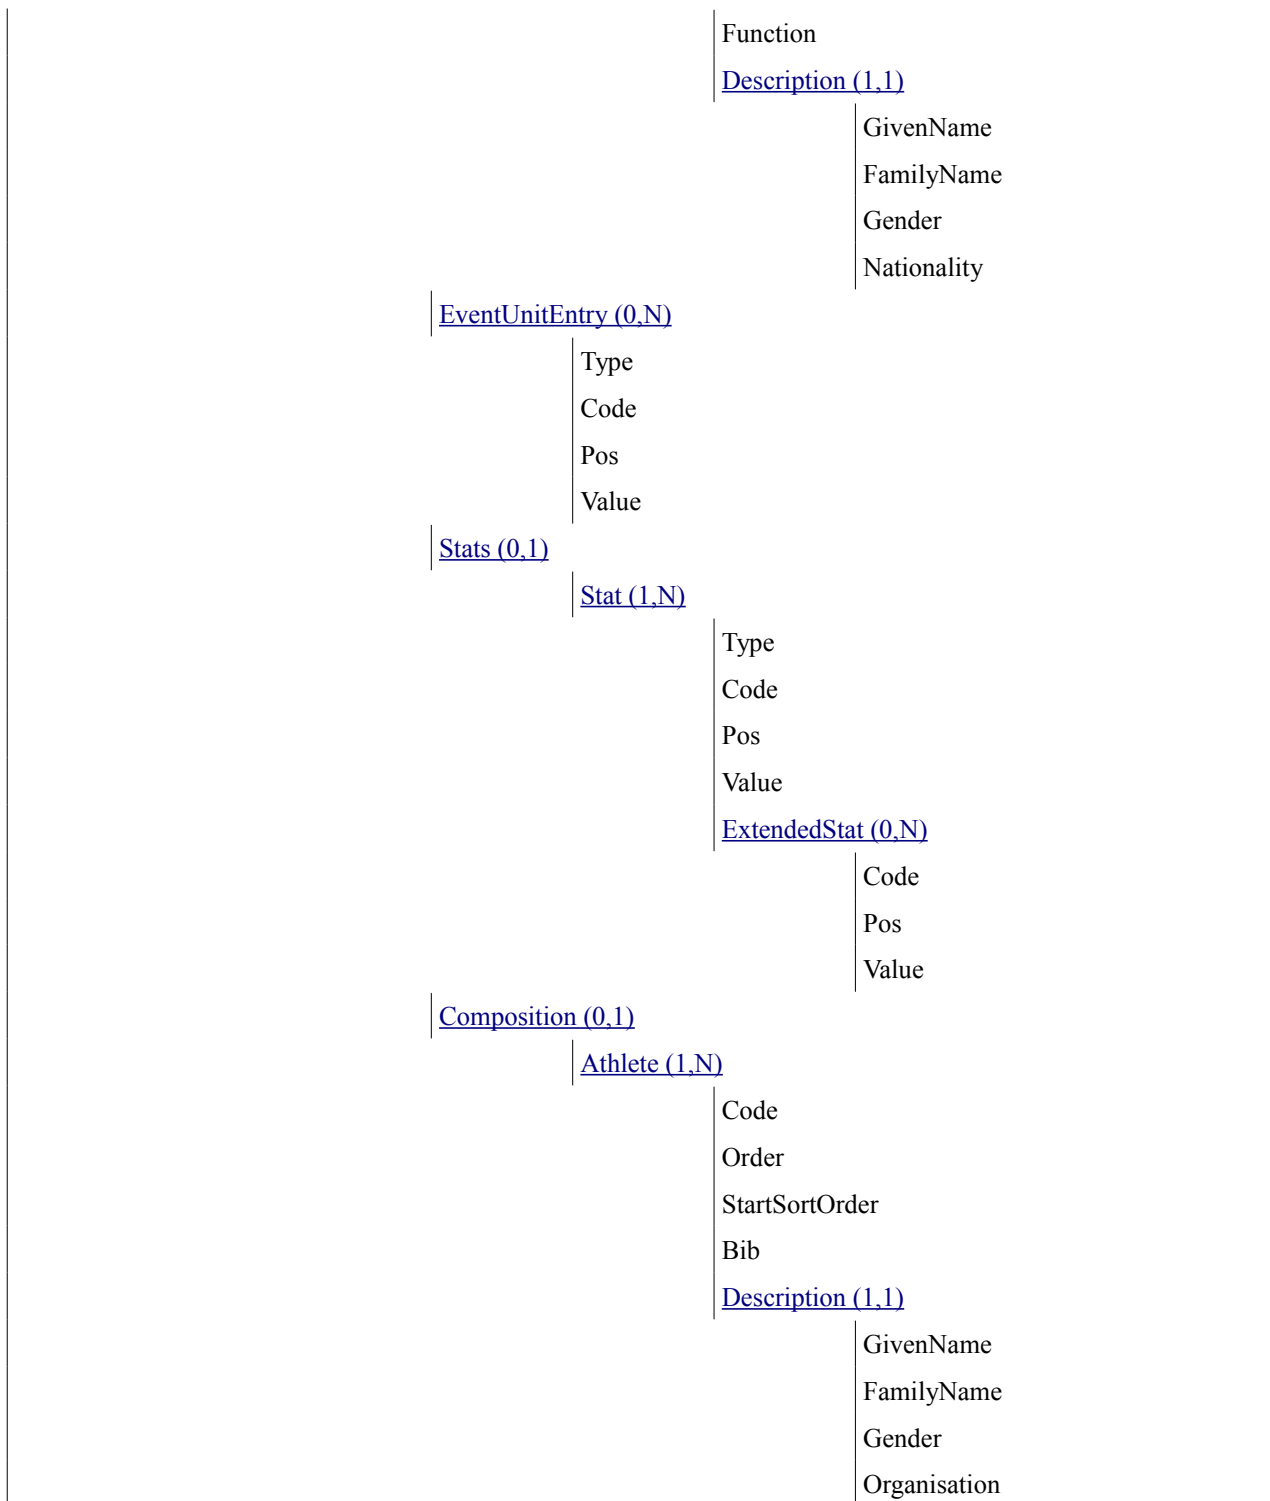 Function
Description (1,1)
GivenName
FamilyName
Gender
Nationality
EventUnitEntry (0,N)
Type
Code
Pos
Value
Stats (0,1)
Stat (1,N)
Type
Code
Pos
Value
ExtendedStat (0,N)
Code
Pos
Value
Composition (0,1)
Athlete (1,N)
Code
Order
StartSortOrder
Bib
Description (1,1)
GivenName
FamilyName
Gender
Organisation